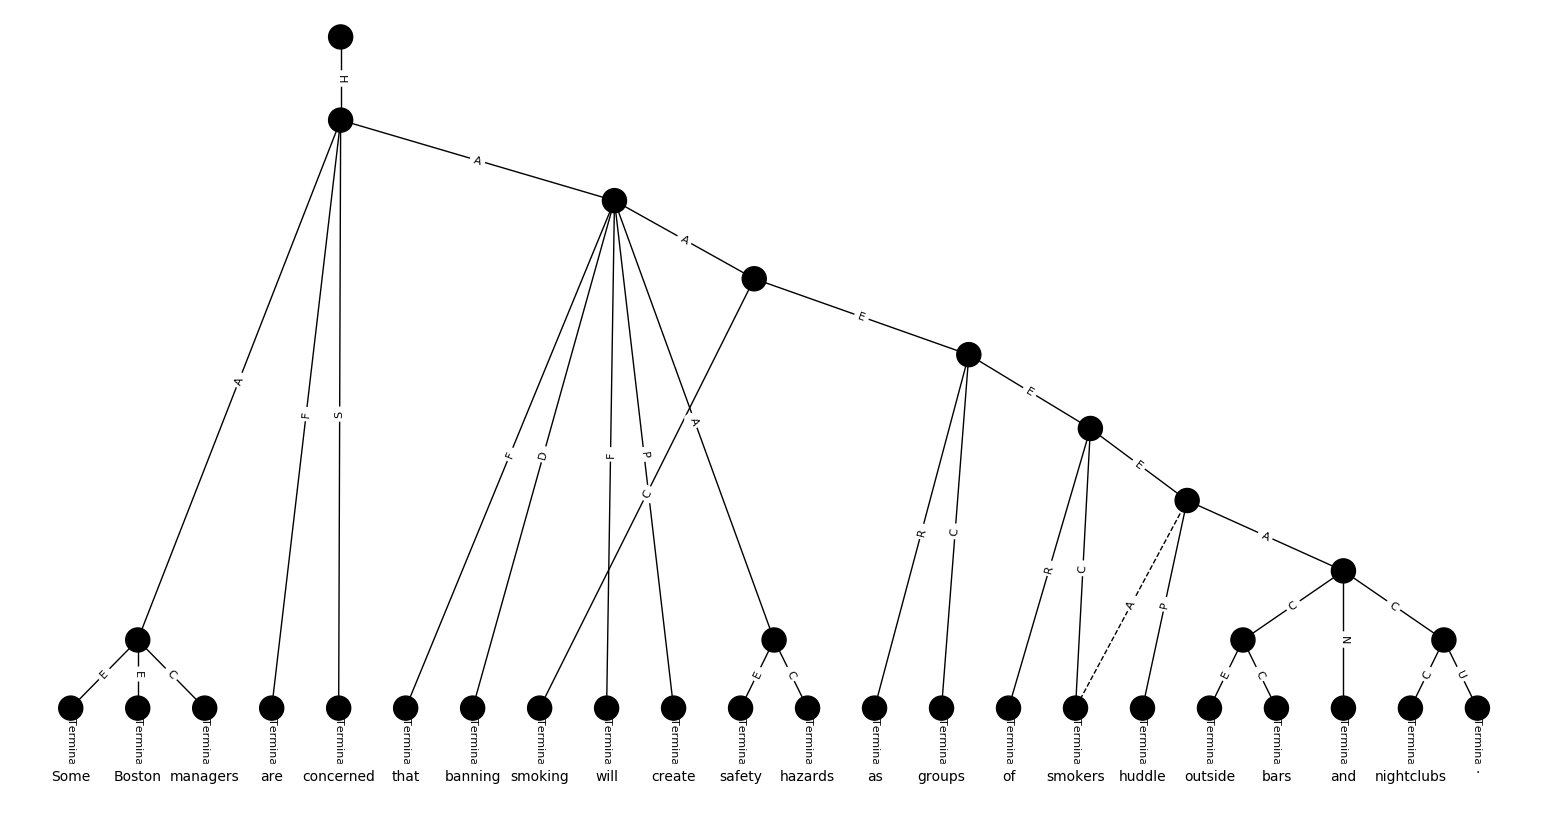 H
A
A
E
A
E
F
S
A
E
F
D
F
P
C
R
C
A
R
C
A
P
C
N
C
E
E
C
E
C
E
C
C
U
Termina Termina Termina Termina Termina Termina Termina Termina Termina Termina Termina Termina Termina Termina Termina Termina Termina Termina Termina Termina Termina Termina
Some Boston managers are concerned that banning smoking will create safety hazards as groups of smokers huddle outside bars and nightclubs .